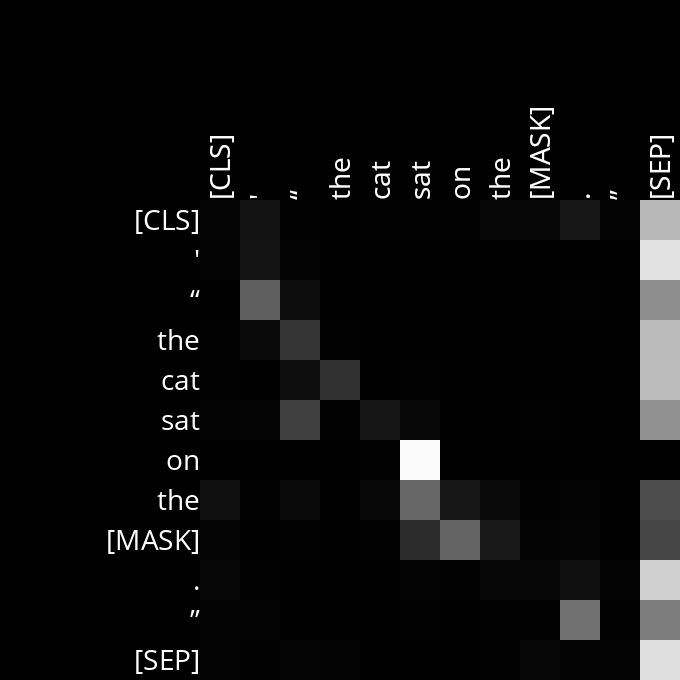 [CLS] ' “ the cat sat on the [MASK] . ” [SEP]
[CLS]
'
“
the
cat
sat
on
the
[MASK]
.
”
[SEP]